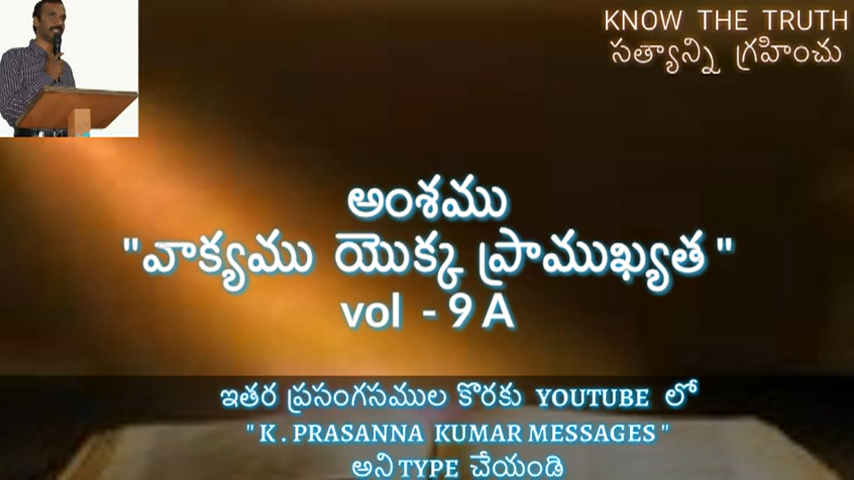 KNOW THE TRUTH
సత్యాన్ని గ్రహించు
అంశము
"వాక్యము యొక్క ప్రాముఖ్యత"
vol - 9 A
ఇతర ప్రసంగసముల కొరకు YOUTUBE లో
"K. PRASANNA KUMAR MESSAGES"
అని TYPE చేయండి